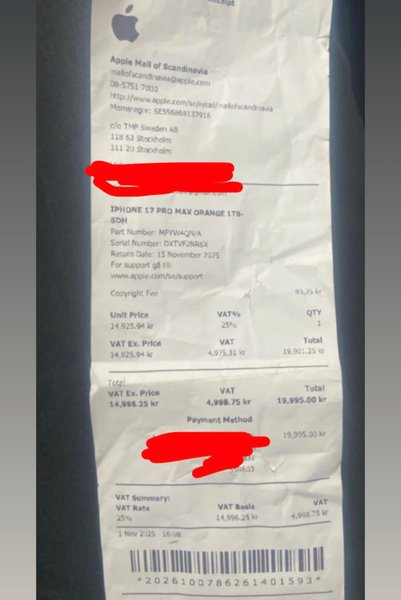 Receipt
Apple Mall of Scandinavia
mallofscandinavia@apple.com
08-5751 7000
http://www.apple.com/se/retail/mallofscandinavia
Momsregnr: SE556869137916
c/o TMF Sweden AB
118 63 Stockholm
111 20 Stockholm
IPHONE 17 PRO MAX ORANGE 1TB-
SDH
Part Number: MFYW4QN/A
Serial Number: DXTVFJNR6X
Return Date: 15 November 2025
For support gå till:
www.apple.com/se/support
Copyright Fee 93,75 kr
Unit Price VAT% QTY
14,925.94 kr 25% 1
VAT Ex. Price VAT Total
14,925.94 kr 4,975.31 kr 19,901.25 kr
Total
VAT Ex. Price VAT Total
14,996.25 kr 4,998.75 kr 19,995.00 kr
Payment Method
19,995.00 kr
VAT Summary:
VAT Rate VAT Basis VAT
25% 14,996.25 kr 4,998.75 kr
1 Nov 2025 16:08
*2026100786261401593*